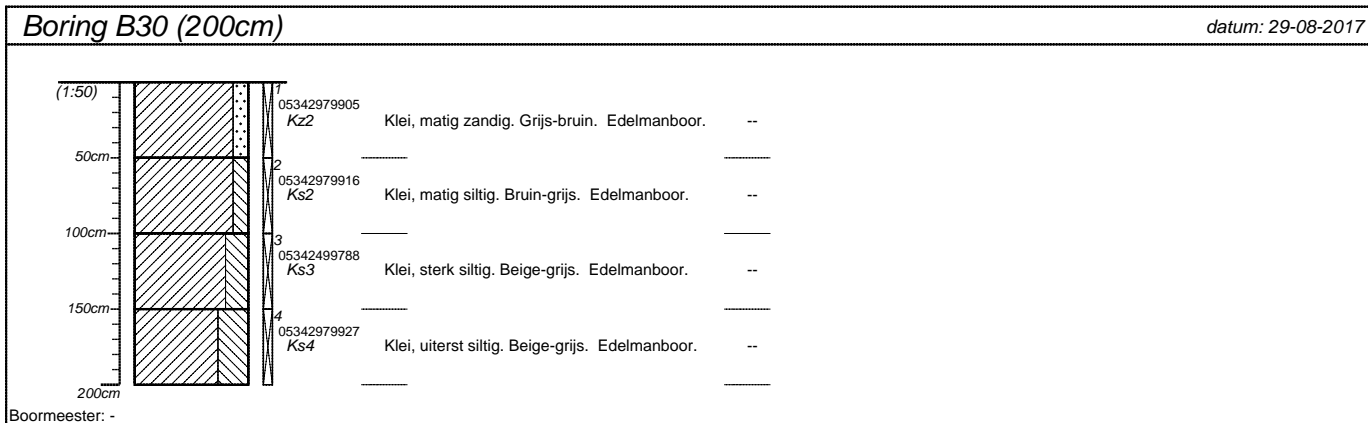 Boring B30 (200cm) datum: 29-08-2017
(1:50) 1
05342979905
Kz2 Klei, matig zandig. Grijs-bruin. Edelmanboor. --
50cm
2
05342979916
Ks2 Klei, matig siltig. Bruin-grijs. Edelmanboor. --
100cm
3
05342499788
Ks3 Klei, sterk siltig. Beige-grijs. Edelmanboor. --
150cm
4
05342979927
Ks4 Klei, uiterst siltig. Beige-grijs. Edelmanboor. --
200cm
Boormeester: -